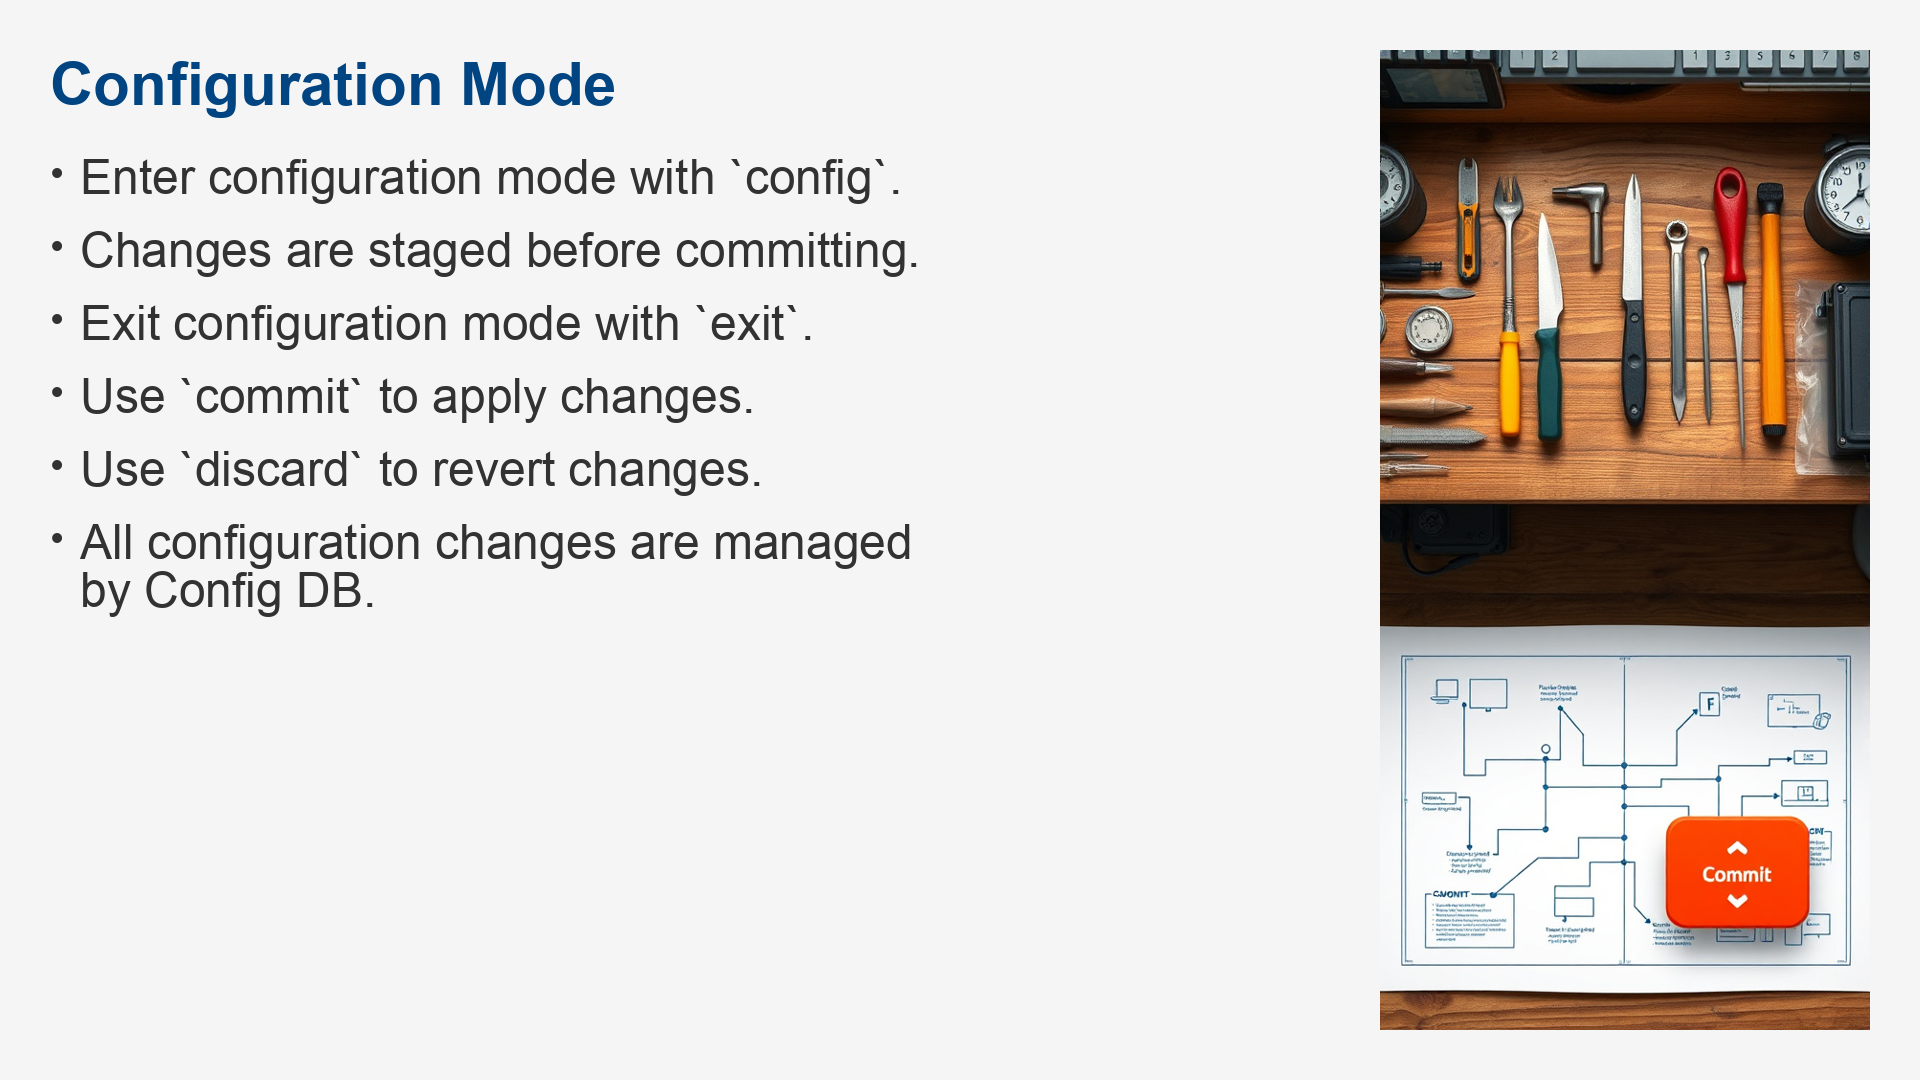 Configuration Mode
• Enter configuration mode with `config`.
• Changes are staged before committing.
• Exit configuration mode with `exit`.
• Use `commit` to apply changes.
• Use `discard` to revert changes.
• All configuration changes are managed
by Config DB.
F
Commit